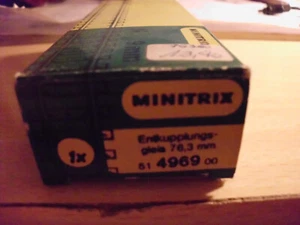 MINITRIX
1x
Entkupplungs-
gleis 76,3 mm
51 4969 00